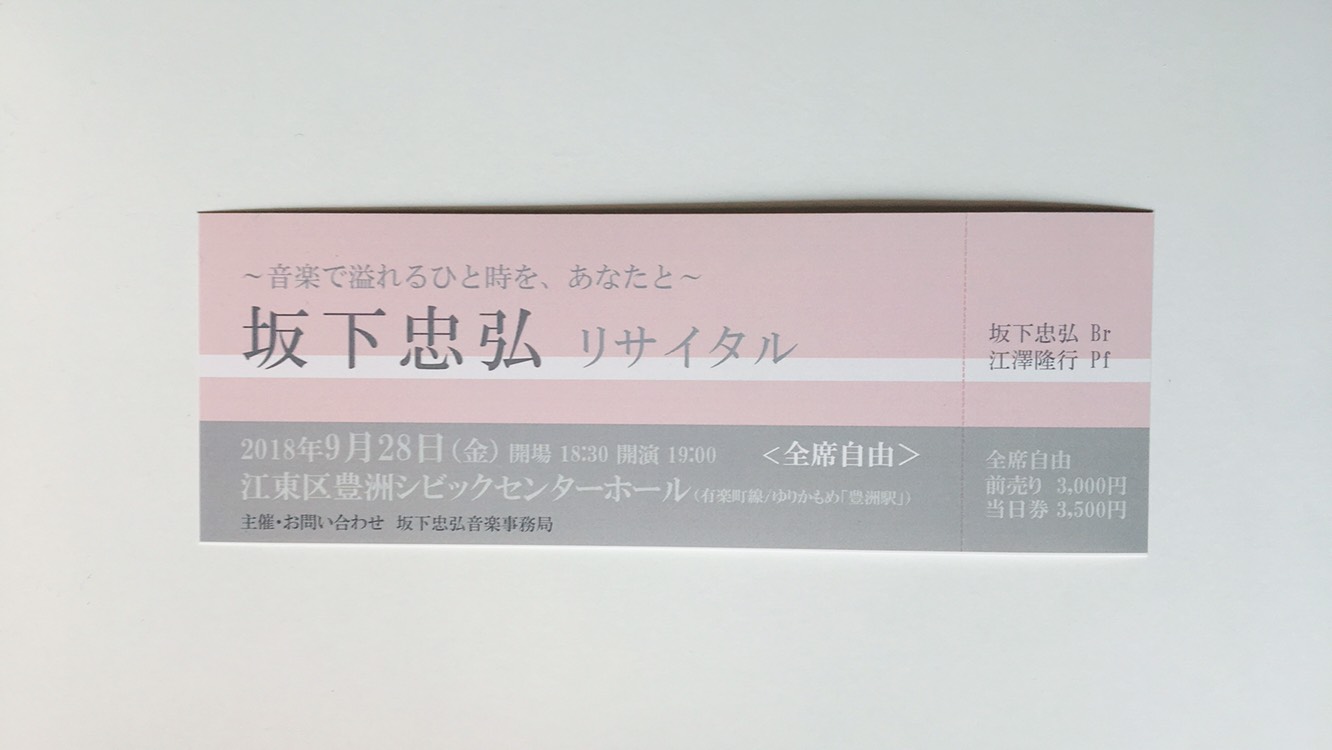 ～音楽で溢れるひと時を、あなたと～
坂下忠弘 リサイタル
2018年9月28日（金）開場 18:30 開演 19:00 ＜全席自由＞
江東区豊洲シビックセンターホール（有楽町線/ゆりかもめ「豊洲駅」）
主催・お問い合わせ 坂下忠弘音楽事務局
坂下忠弘 Br
江澤隆行 Pf
全席自由
前売り 3,000円
当日券 3,500円